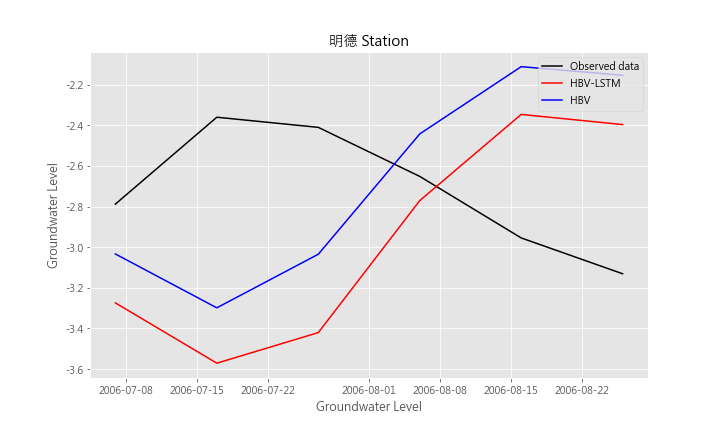 明德 Station
Observed data
HBV-LSTM
HBV
Groundwater Level
-2.2
-2.4
-2.6
-2.8
-3.0
-3.2
-3.4
-3.6
2006-07-08 2006-07-15 2006-07-22 2006-08-01 2006-08-08 2006-08-15 2006-08-22
Groundwater Level